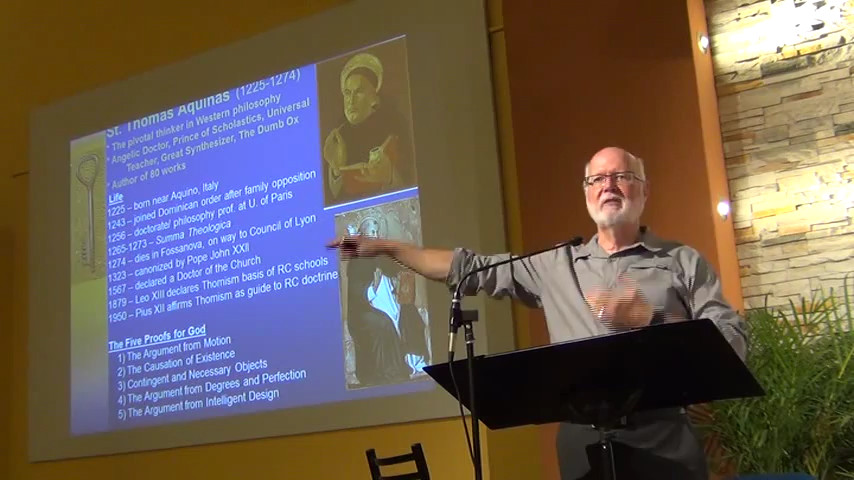 St. Thomas Aquinas (1225-1274)
* The pivotal thinker in Western philosophy
* Angelic Doctor, Prince of Scholastics, Universal
Teacher, Great Synthesizer, The Dumb Ox
* Author of 80 works
Life
1225 – born near Aquino, Italy
1243 – joined Dominican order after family opposition
1256 – doctorate/ philosophy prof. at U. of Paris
1265-1273 – Summa Theologica
1274 – dies in Fossanova, on way to Council of Lyon
1323 – canonized by Pope John XXII
1567 – declared a Doctor of the Church
1879 – Leo XIII declares Thomism basis of RC schools
1950 – Pius XII affirms Thomism as guide to RC doctrine
The Five Proofs for God
1) The Argument from Motion
2) The Causation of Existence
3) Contingent and Necessary Objects
4) The Argument from Degrees and Perfection
5) The Argument from Intelligent Design